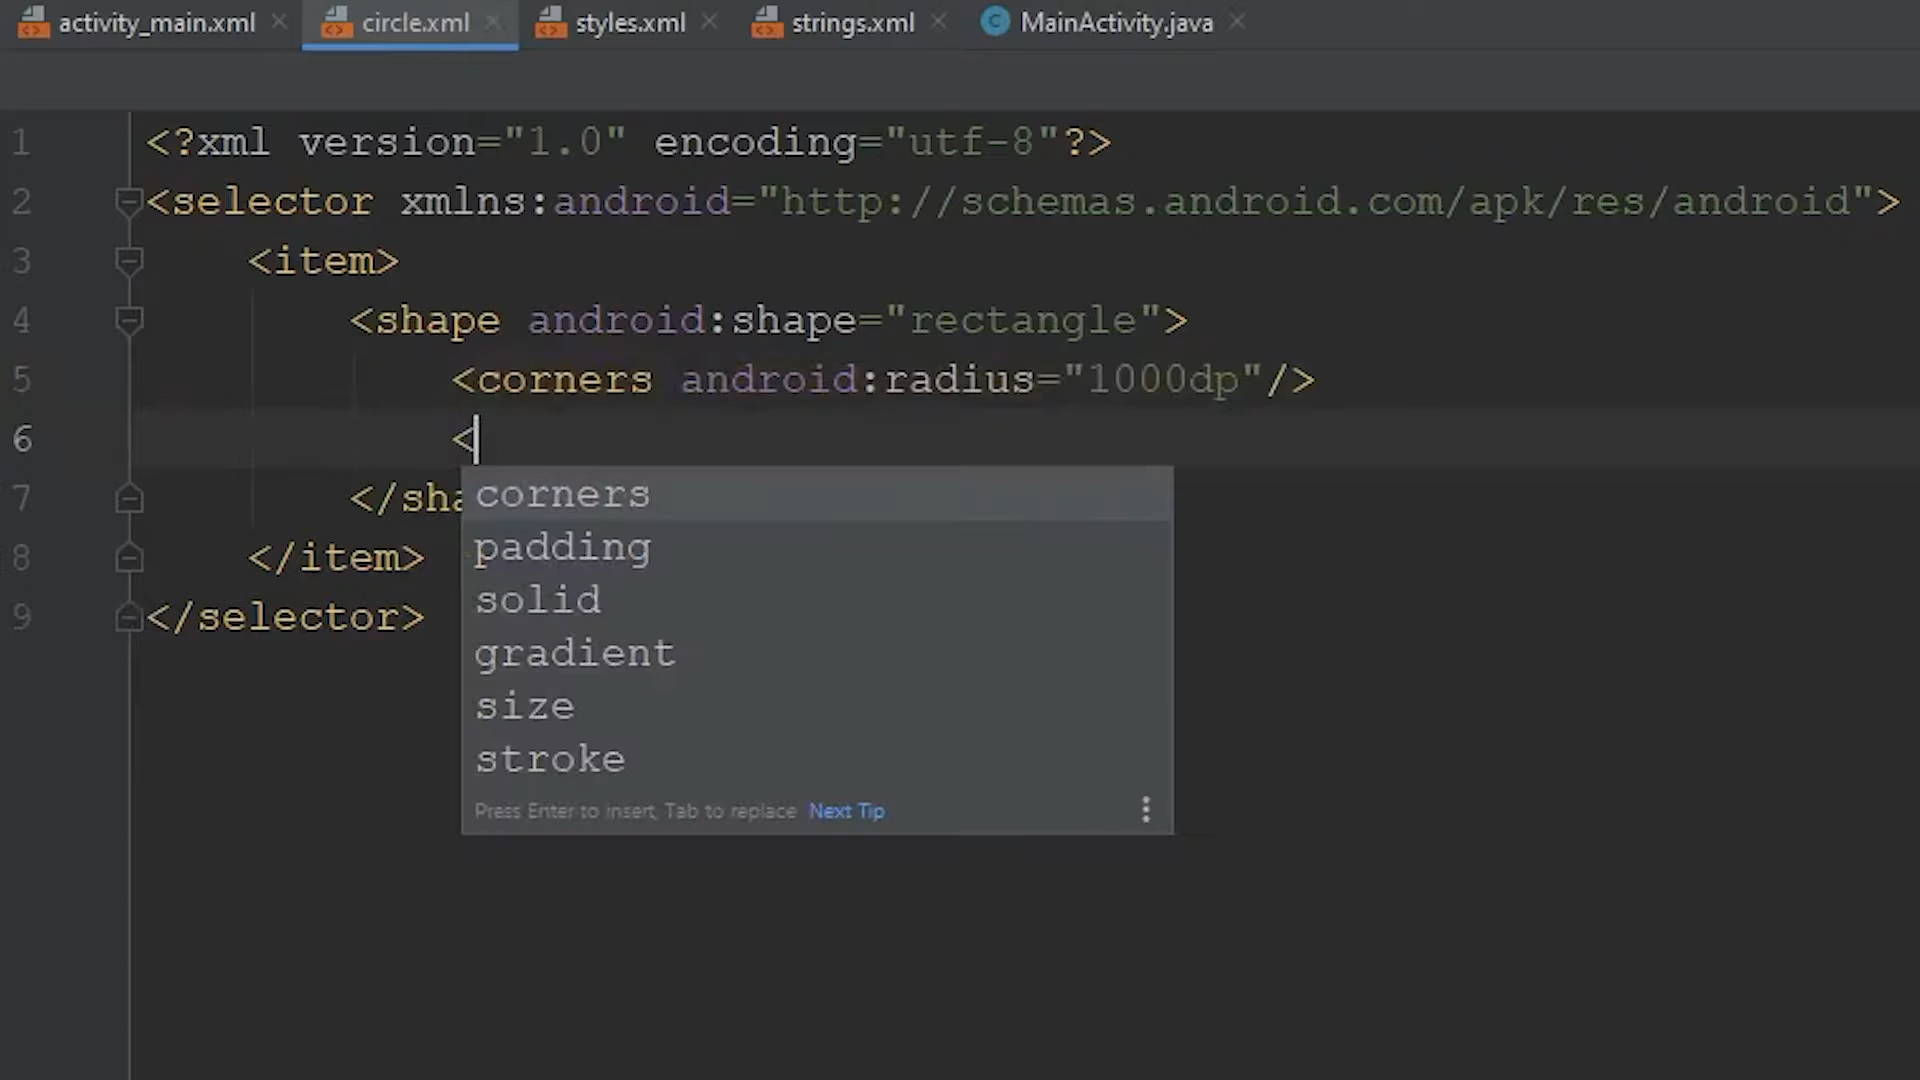 activity_main.xml circle.xml styles.xml strings.xml C MainActivity.java
1 <?xml version="1.0" encoding="utf-8"?>
2 <selector xmlns:android="http://schemas.android.com/apk/res/android">
3 <item>
4 <shape android:shape="rectangle">
5 <corners android:radius="1000dp"/>
6 <
7 </sha
corners
padding
8 </item>
solid
9 </selector>
gradient
size
stroke
Press Enter to insert, Tab to replace Next Tip